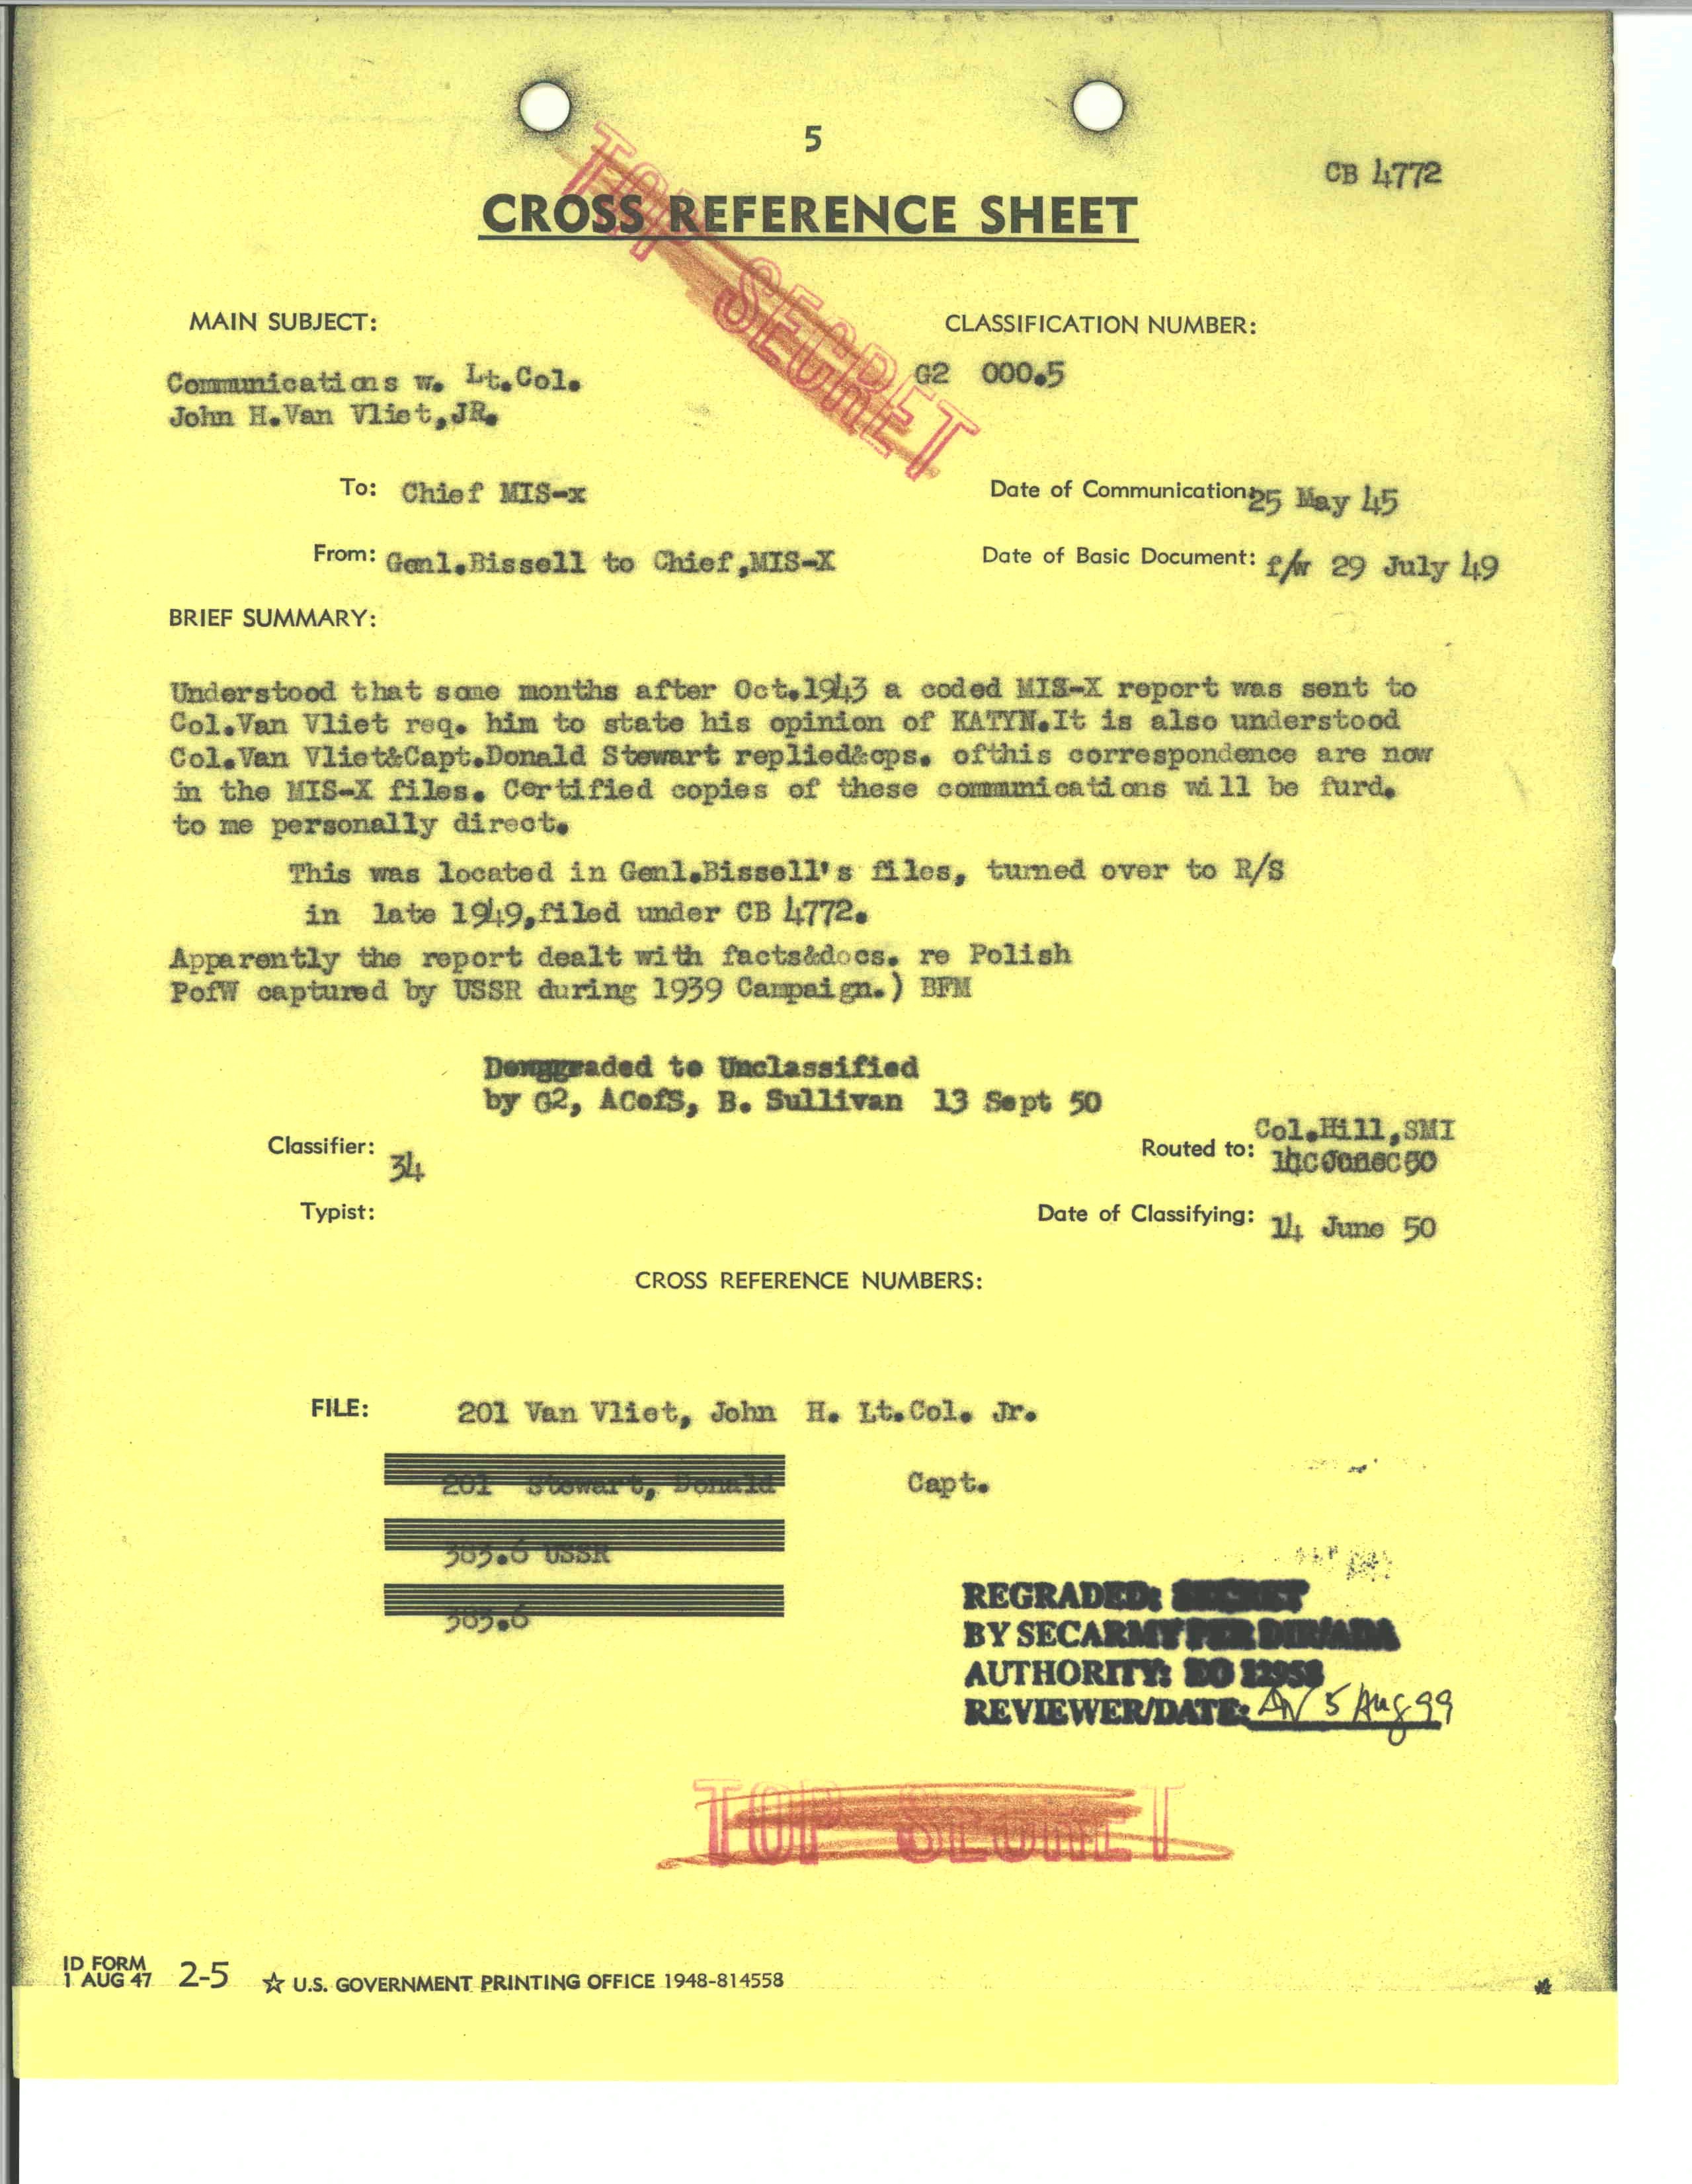 5
CB 4772
TOP SECRET
CROSS REFERENCE SHEET
MAIN SUBJECT:
CLASSIFICATION NUMBER:
Communications w. Lt.Col.
John H.Van Vliet,JR.
G2 000.5
To: Chief MIS-x
Date of Communication: 25 May 45
From: Genl.Bissell to Chief,MIS-X
Date of Basic Document: f/w 29 July 49
BRIEF SUMMARY:
Understood that some months after Oct.1943 a coded MIS-X report was sent to
Col.Van Vliet req. him to state his opinion of KATYN.It is also understood
Col.Van Vliet&Capt.Donald Stewart replied&cps. ofthis correspondence are now
in the MIS-X files. Certified copies of these communications will be furd.
to me personally direct.
This was located in Genl.Bissell's files, turned over to R/S
in late 1949,filed under CB 4772.
Apparently the report dealt with facts&docs. re Polish
PofW captured by USSR during 1939 Campaign.) BFM
to Unclassified
by G2, ACofS, B. Sullivan 13 Sept 50
Classifier: 34
Routed to: Col.Hill,SMI
Typist:
Date of Classifying: 14 June 50
CROSS REFERENCE NUMBERS:
FILE: 201 Van Vliet, John H. Lt.Col. Jr.
201 Stewart, Donald Capt.
383.6 USSR
383.6
REGRADED: SECRET
BY SECARMY PER DIR/ADA
AUTHORITY: EO 12958
REVIEWER/DATE: 5 Aug 99
TOP SECRET
ID FORM
1 AUG 47 2-5 ☆ U.S. GOVERNMENT PRINTING OFFICE 1948-814558